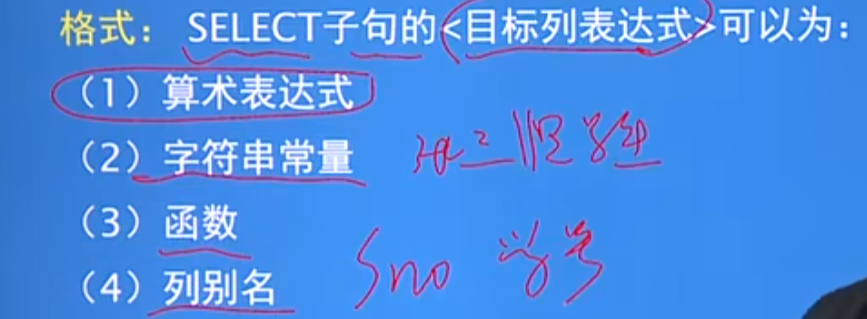 格式： SELECT子句的<目标列表达式>可以为：
（1）算术表达式
（2）字符串常量
（3）函数
（4）列别名 Sno 学号